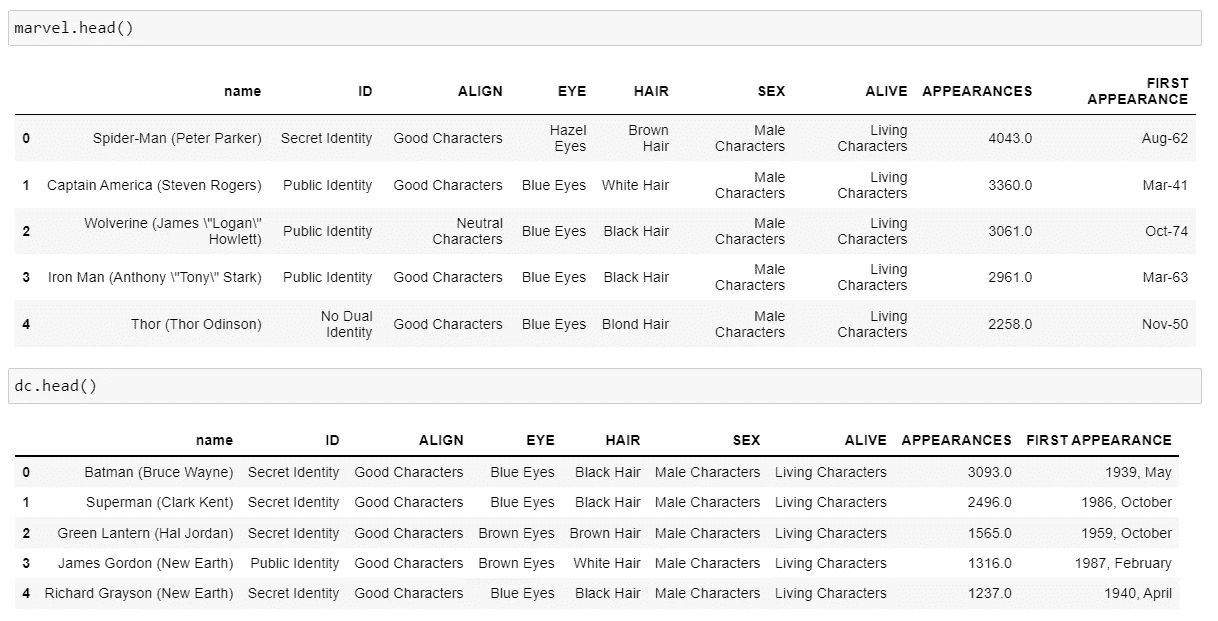 marvel.head()
name ID ALIGN EYE HAIR SEX ALIVE APPEARANCES FIRST APPEARANCE
0 Spider-Man (Peter Parker) Secret Identity Good Characters Hazel Eyes Brown Hair Male Characters Living Characters 4043.0 Aug-62
1 Captain America (Steven Rogers) Public Identity Good Characters Blue Eyes White Hair Male Characters Living Characters 3360.0 Mar-41
2 Wolverine (James \"Logan\" Howlett) Public Identity Neutral Characters Blue Eyes Black Hair Male Characters Living Characters 3061.0 Oct-74
3 Iron Man (Anthony \"Tony\" Stark) Public Identity Good Characters Blue Eyes Black Hair Male Characters Living Characters 2961.0 Mar-63
4 Thor (Thor Odinson) No Dual Identity Good Characters Blue Eyes Blond Hair Male Characters Living Characters 2258.0 Nov-50
dc.head()
name ID ALIGN EYE HAIR SEX ALIVE APPEARANCES FIRST APPEARANCE
0 Batman (Bruce Wayne) Secret Identity Good Characters Blue Eyes Black Hair Male Characters Living Characters 3093.0 1939, May
1 Superman (Clark Kent) Secret Identity Good Characters Blue Eyes Black Hair Male Characters Living Characters 2496.0 1986, October
2 Green Lantern (Hal Jordan) Secret Identity Good Characters Brown Eyes Brown Hair Male Characters Living Characters 1565.0 1959, October
3 James Gordon (New Earth) Public Identity Good Characters Brown Eyes White Hair Male Characters Living Characters 1316.0 1987, February
4 Richard Grayson (New Earth) Secret Identity Good Characters Blue Eyes Black Hair Male Characters Living Characters 1237.0 1940, April